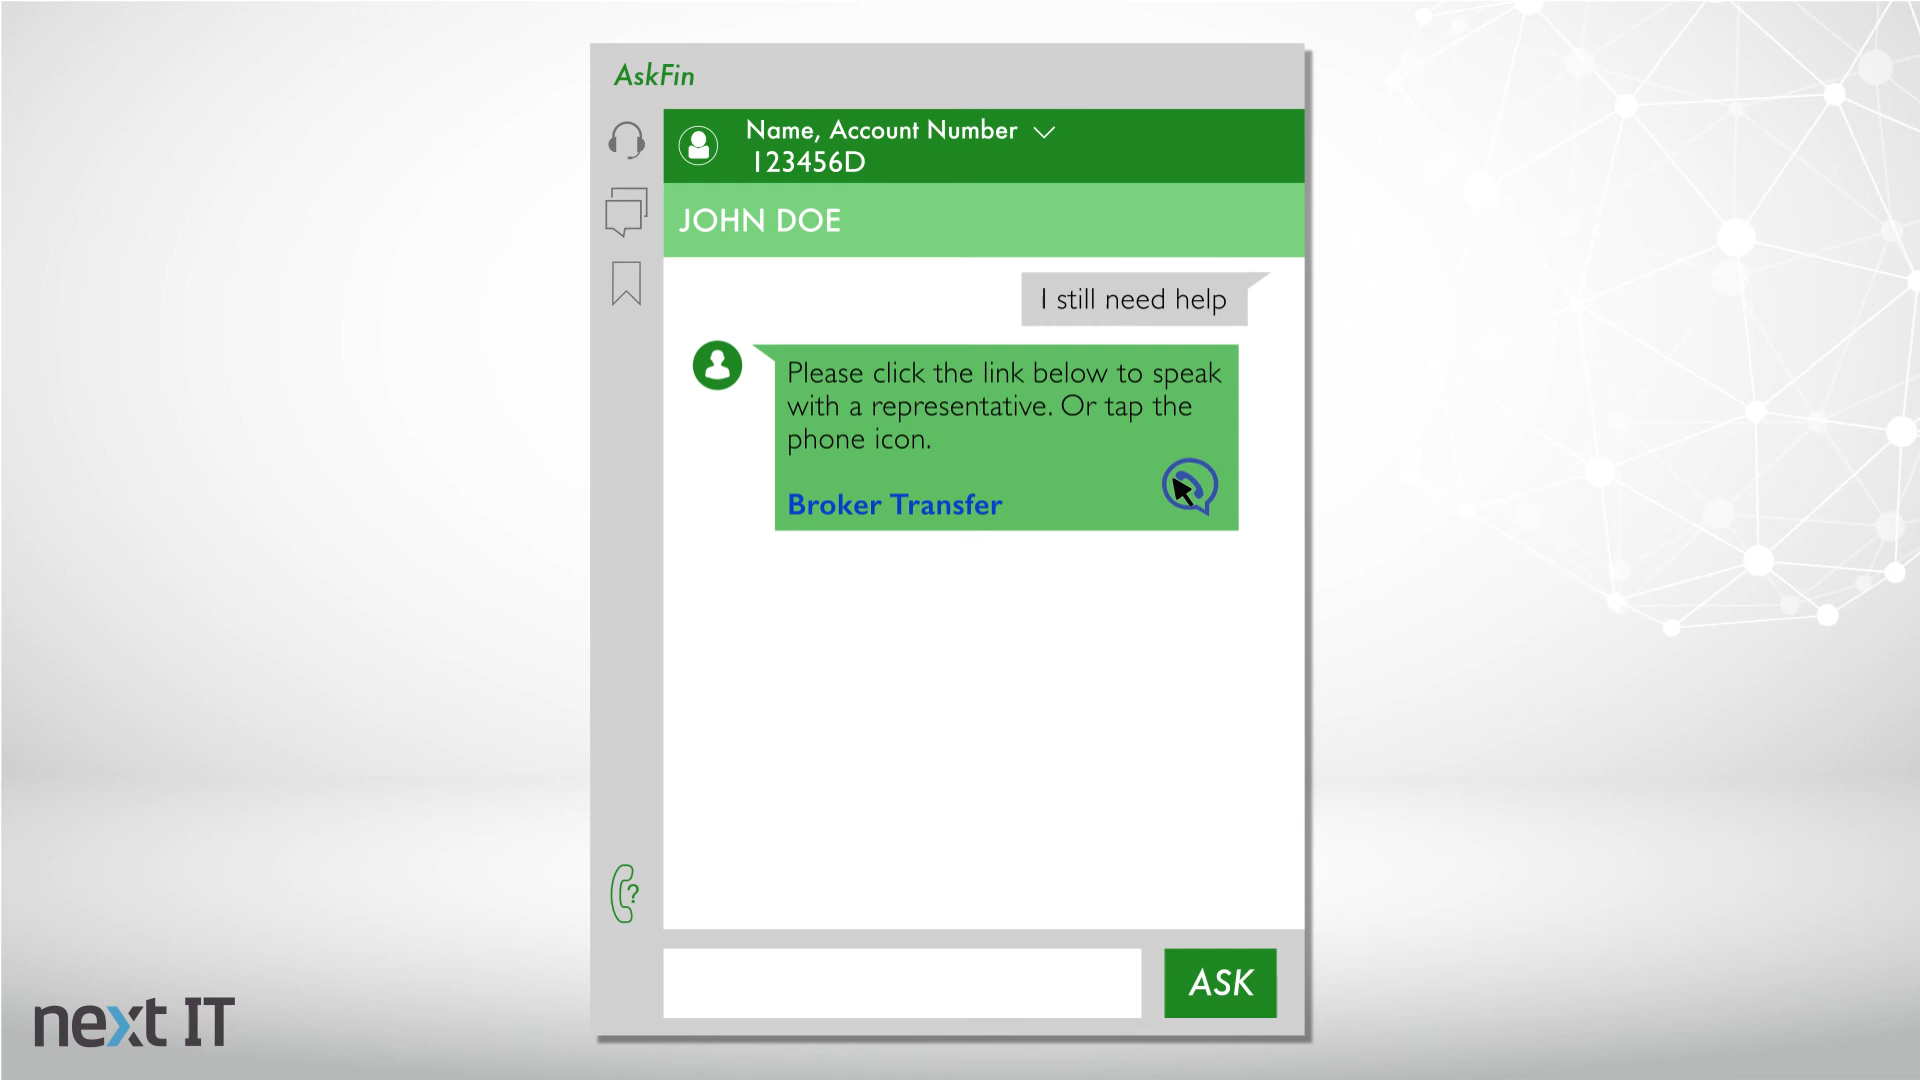 AskFin
Name, Account Number
123456D
JOHN DOE
I still need help
Please click the link below to speak
with a representative. Or tap the
phone icon.
Broker Transfer
?
ASK
next IT